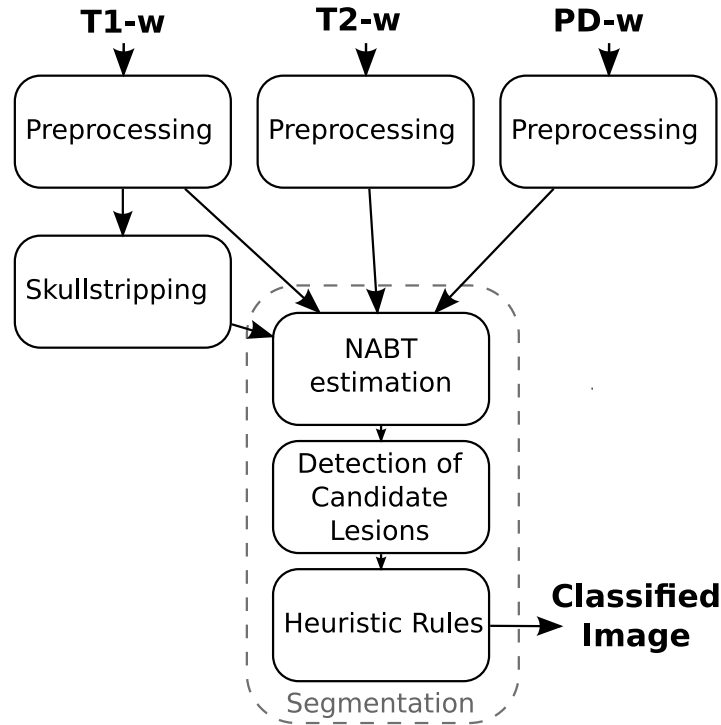 T1-w
T2-w
PD-w
Preprocessing
Preprocessing
Preprocessing
Skullstripping
NABT
estimation
Detection of
Candidate
Lesions
Heuristic Rules
Classified
Image
Segmentation